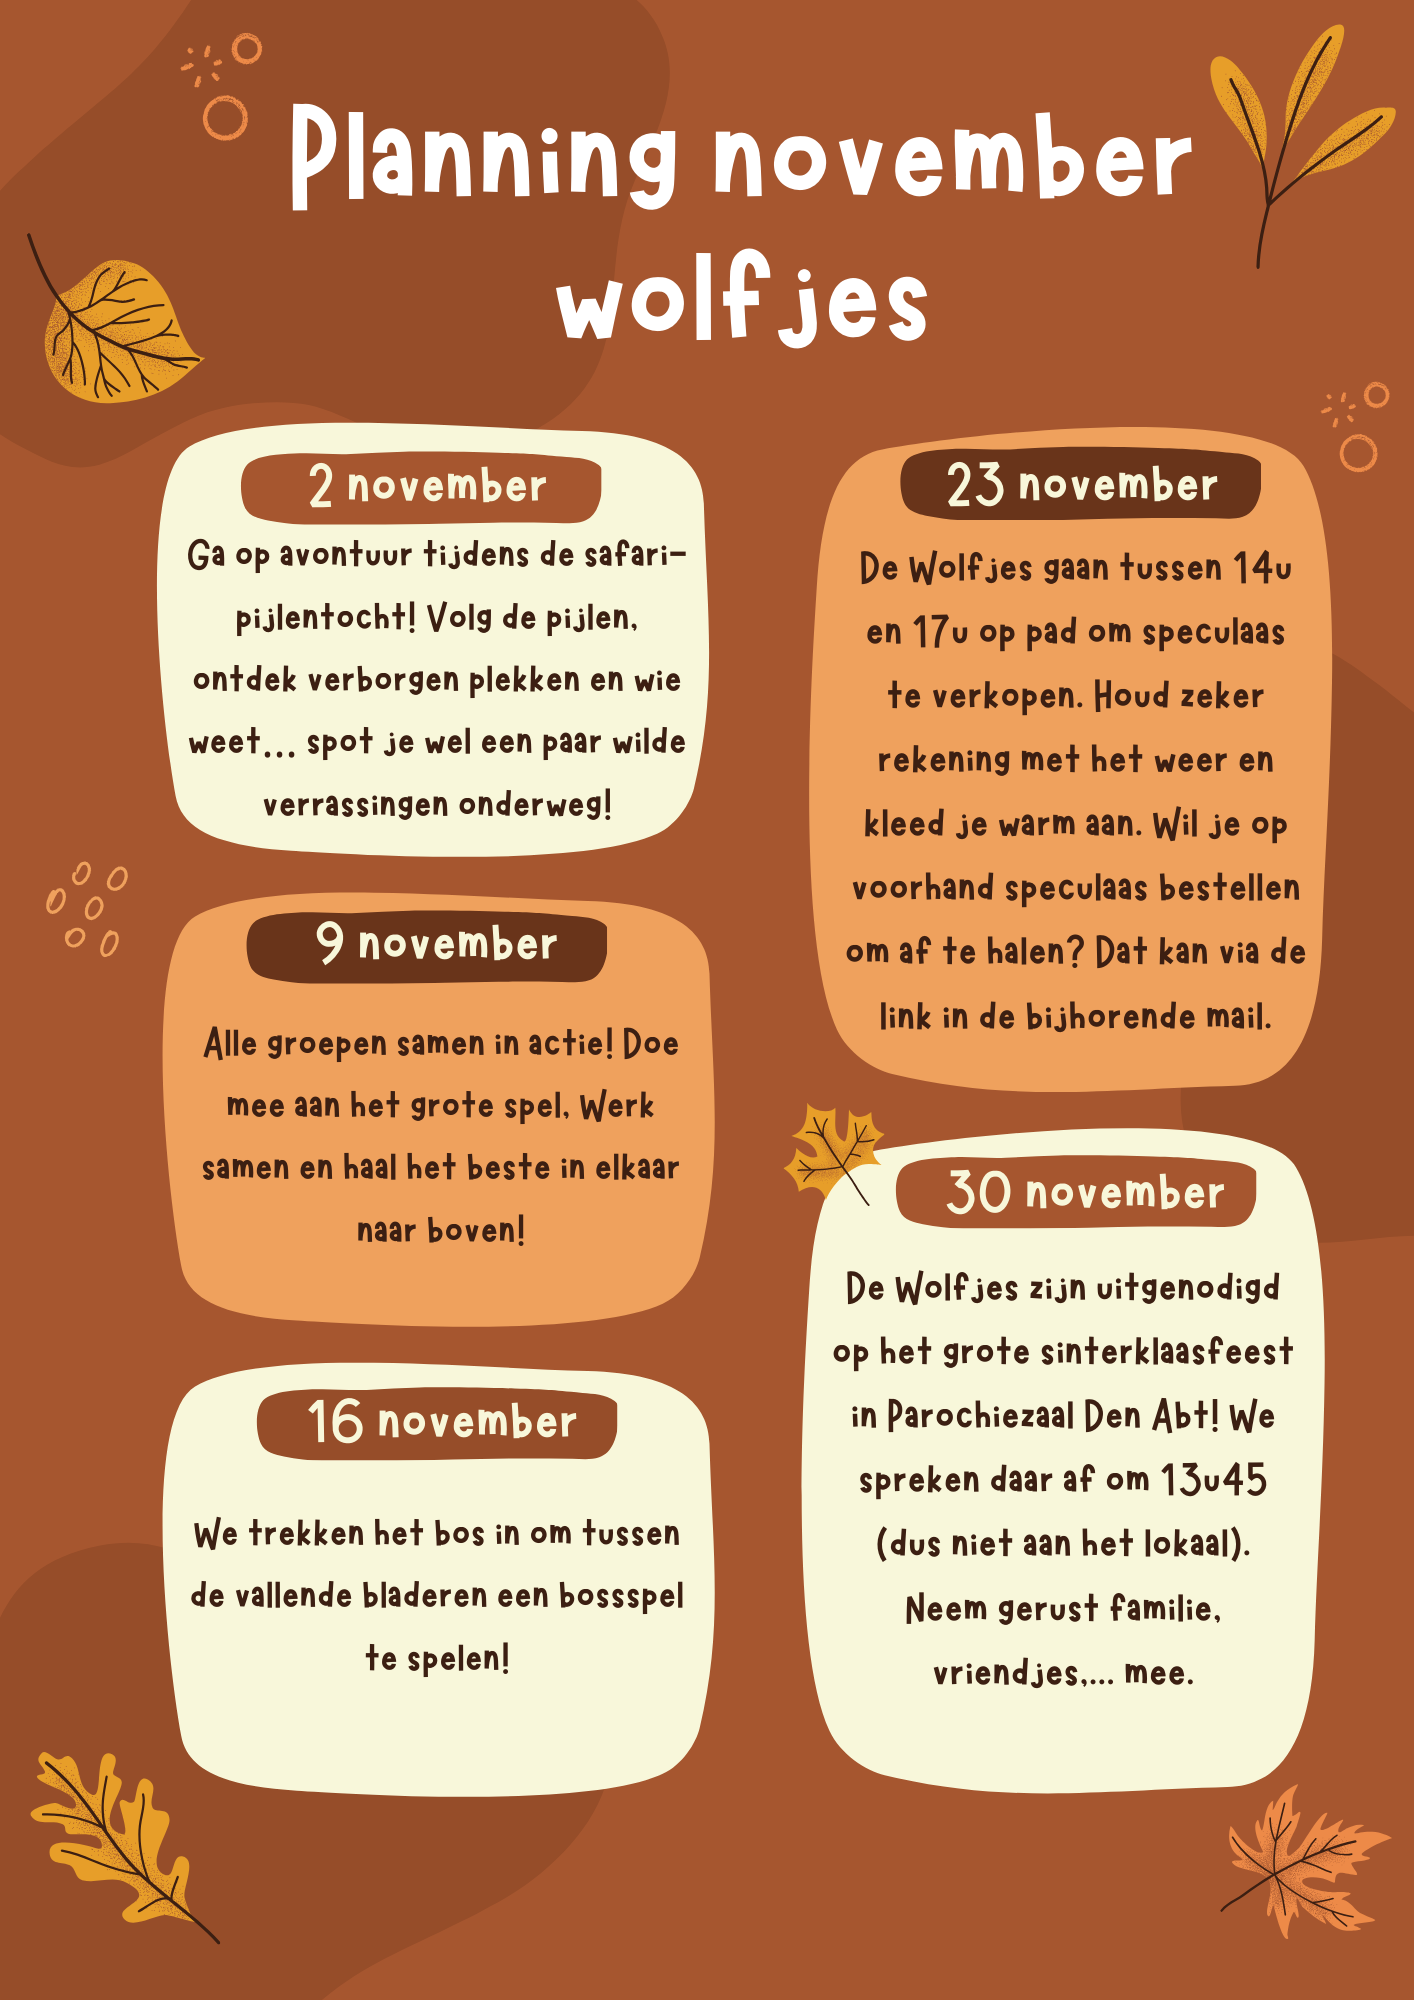 Planning november
wolfjes
2 november
Ga op avontuur tijdens de safari-
pijlentocht! Volg de pijlen,
ontdek verborgen plekken en wie
weet... spot je wel een paar wilde
verrassingen onderweg!
9 november
Alle groepen samen in actie! Doe
mee aan het grote spel, Werk
samen en haal het beste in elkaar
naar boven!
16 november
We trekken het bos in om tussen
de vallende bladeren een bossspel
te spelen!
23 november
De Wolfjes gaan tussen 14u
en 17u op pad om speculaas
te verkopen. Houd zeker
rekening met het weer en
kleed je warm aan. Wil je op
voorhand speculaas bestellen
om af te halen? Dat kan via de
link in de bijhorende mail.
30 november
De Wolfjes zijn uitgenodigd
op het grote sinterklaasfeest
in Parochiezaal Den Abt! We
spreken daar af om 13u45
(dus niet aan het lokaal).
Neem gerust familie,
vriendjes,... mee.